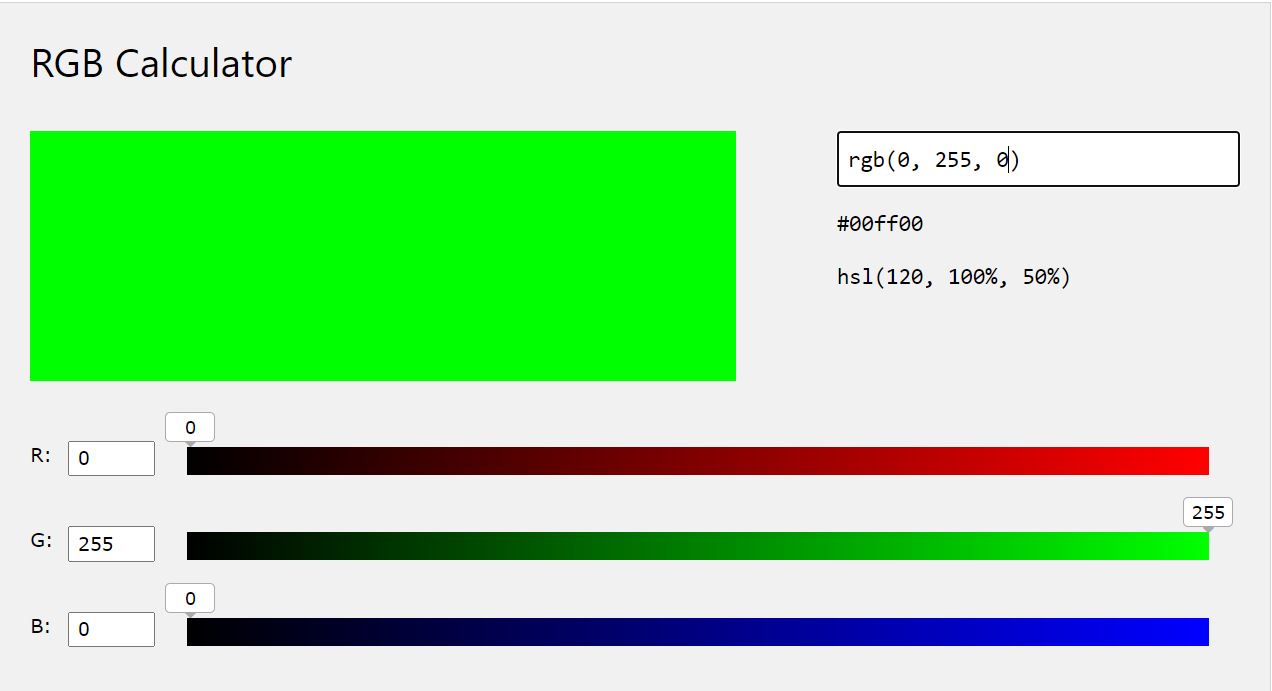 RGB Calculator
rgb(0, 255, 0)
#00ff00
hsl(120, 100%, 50%)
0
R: 0
255
G: 255
0
B: 0